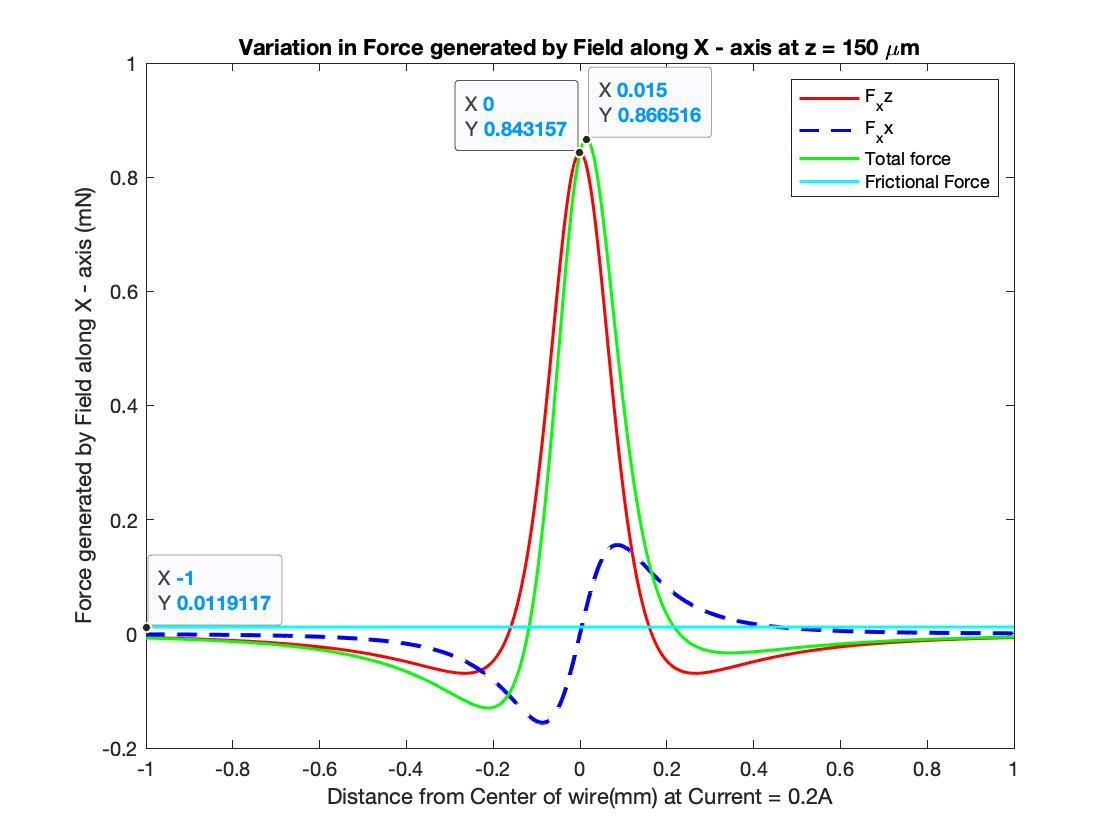 Variation in Force generated by Field along X - axis at z = 150 μm
X 0
Y 0.843157
X 0.015
Y 0.866516
F_x z
F_x x
Total force
Frictional Force
Force generated by Field along X - axis (mN)
1
0.8
0.6
0.4
0.2
0
-0.2
X -1
Y 0.0119117
-1 -0.8 -0.6 -0.4 -0.2 0 0.2 0.4 0.6 0.8 1
Distance from Center of wire(mm) at Current = 0.2A